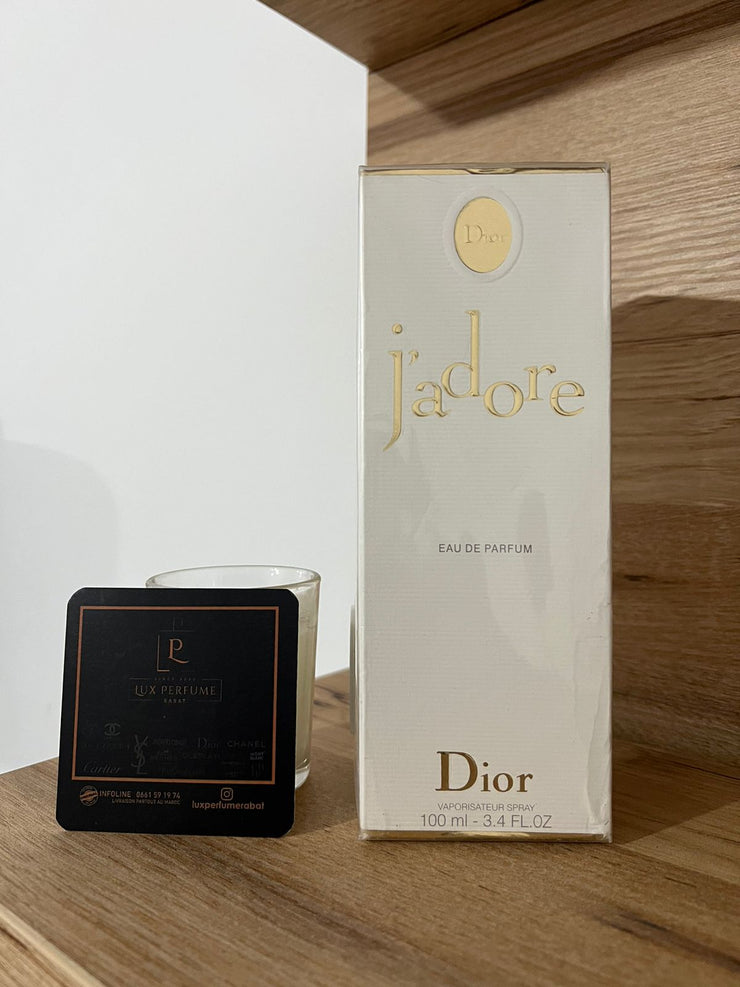 Dior
j'adore
EAU DE PARFUM
Dior
VAPORISATEUR SPRAY
100 ml - 3.4 FL.OZ
LP
LUX PERFUME
RABAT
YSL
Dior CHANEL
Cartier
INFOLINE 0661 59 19 74
LIVRAISON PARTOUT AU MAROC
luxperfumerabat